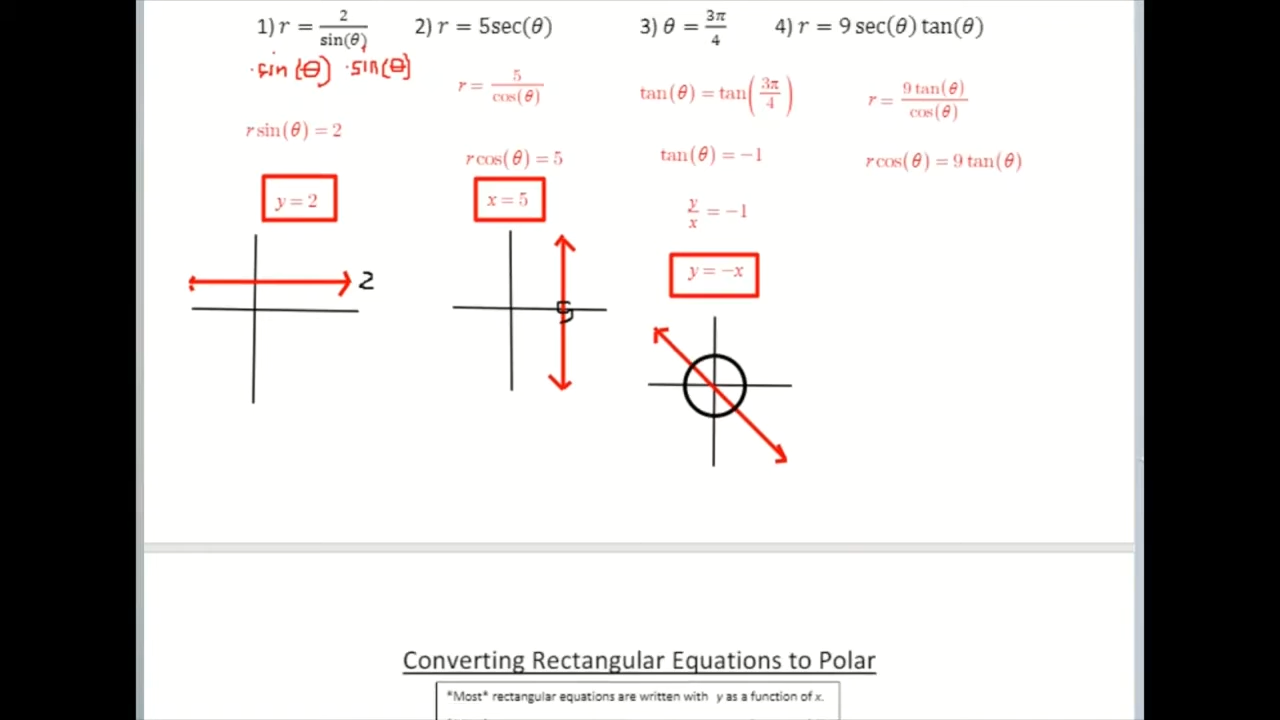 1) r = 2/sin(θ) 2) r = 5sec(θ) 3) θ = 3π/4 4) r = 9 sec(θ) tan(θ)
·sin(θ) ·sin(θ)
r sin(θ) = 2
y = 2
2
r = 5/cos(θ)
r cos(θ) = 5
x = 5
5
tan(θ) = tan(3π/4)
tan(θ) = −1
y/x = −1
y = −x
r = 9 tan(θ)/cos(θ)
r cos(θ) = 9 tan(θ)
Converting Rectangular Equations to Polar
*Most* rectangular equations are written with y as a function of x.